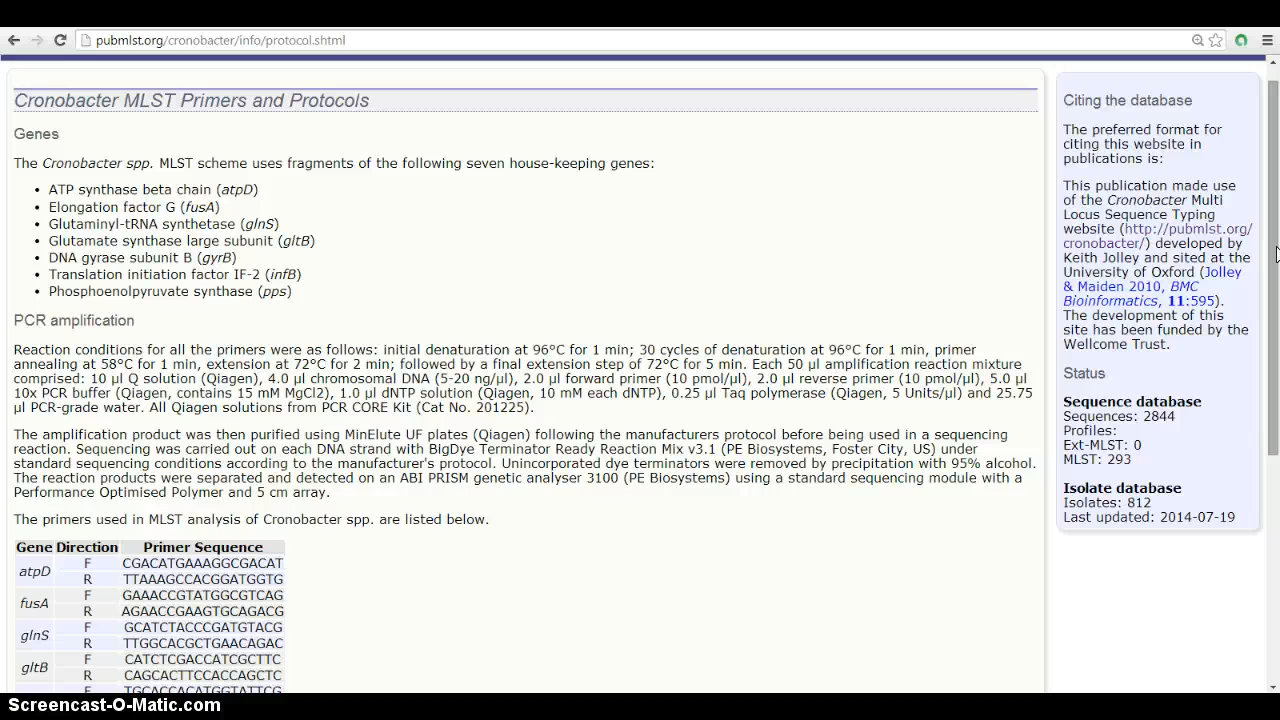 pubmlst.org/cronobacter/info/protocol.shtml
Cronobacter MLST Primers and Protocols
Genes
The Cronobacter spp. MLST scheme uses fragments of the following seven house-keeping genes:
• ATP synthase beta chain (atpD)
• Elongation factor G (fusA)
• Glutaminyl-tRNA synthetase (glnS)
• Glutamate synthase large subunit (gltB)
• DNA gyrase subunit B (gyrB)
• Translation initiation factor IF-2 (infB)
• Phosphoenolpyruvate synthase (pps)
PCR amplification
Reaction conditions for all the primers were as follows: initial denaturation at 96°C for 1 min; 30 cycles of denaturation at 96°C for 1 min, primer
annealing at 58°C for 1 min, extension at 72°C for 2 min; followed by a final extension step of 72°C for 5 min. Each 50 µl amplification reaction mixture
comprised: 10 µl Q solution (Qiagen), 4.0 µl chromosomal DNA (5-20 ng/µl), 2.0 µl forward primer (10 pmol/µl), 2.0 µl reverse primer (10 pmol/µl), 5.0 µl
10x PCR buffer (Qiagen, contains 15 mM MgCl2), 1.0 µl dNTP solution (Qiagen, 10 mM each dNTP), 0.25 µl Taq polymerase (Qiagen, 5 Units/µl) and 25.75
µl PCR-grade water. All Qiagen solutions from PCR CORE Kit (Cat No. 201225).
The amplification product was then purified using MinElute UF plates (Qiagen) following the manufacturers protocol before being used in a sequencing
reaction. Sequencing was carried out on each DNA strand with BigDye Terminator Ready Reaction Mix v3.1 (PE Biosystems, Foster City, US) under
standard sequencing conditions according to the manufacturer's protocol. Unincorporated dye terminators were removed by precipitation with 95% alcohol.
The reaction products were separated and detected on an ABI PRISM genetic analyser 3100 (PE Biosystems) using a standard sequencing module with a
Performance Optimised Polymer and 5 cm array.
The primers used in MLST analysis of Cronobacter spp. are listed below.
Gene Direction Primer Sequence
atpD F CGACATGAAAGGCGACAT
R TTAAAGCCACGGATGGTG
fusA F GAAACCGTATGGCGTCAG
R AGAACCGAAGTGCAGACG
glnS F GCATCTACCCGATGTACG
R TTGGCACGCTGAACAGAC
gltB F CATCTCGACCATCGCTTC
R CAGCACTTCCACCAGCTC
F TGCACCACATGGTATTCG
Citing the database
The preferred format for
citing this website in
publications is:
This publication made use
of the Cronobacter Multi
Locus Sequence Typing
website (http://pubmlst.org/
cronobacter/) developed by
Keith Jolley and sited at the
University of Oxford (Jolley
& Maiden 2010, BMC
Bioinformatics, 11:595).
The development of this
site has been funded by the
Wellcome Trust.
Status
Sequence database
Sequences: 2844
Profiles:
Ext-MLST: 0
MLST: 293
Isolate database
Isolates: 812
Last updated: 2014-07-19
Screencast-O-Matic.com